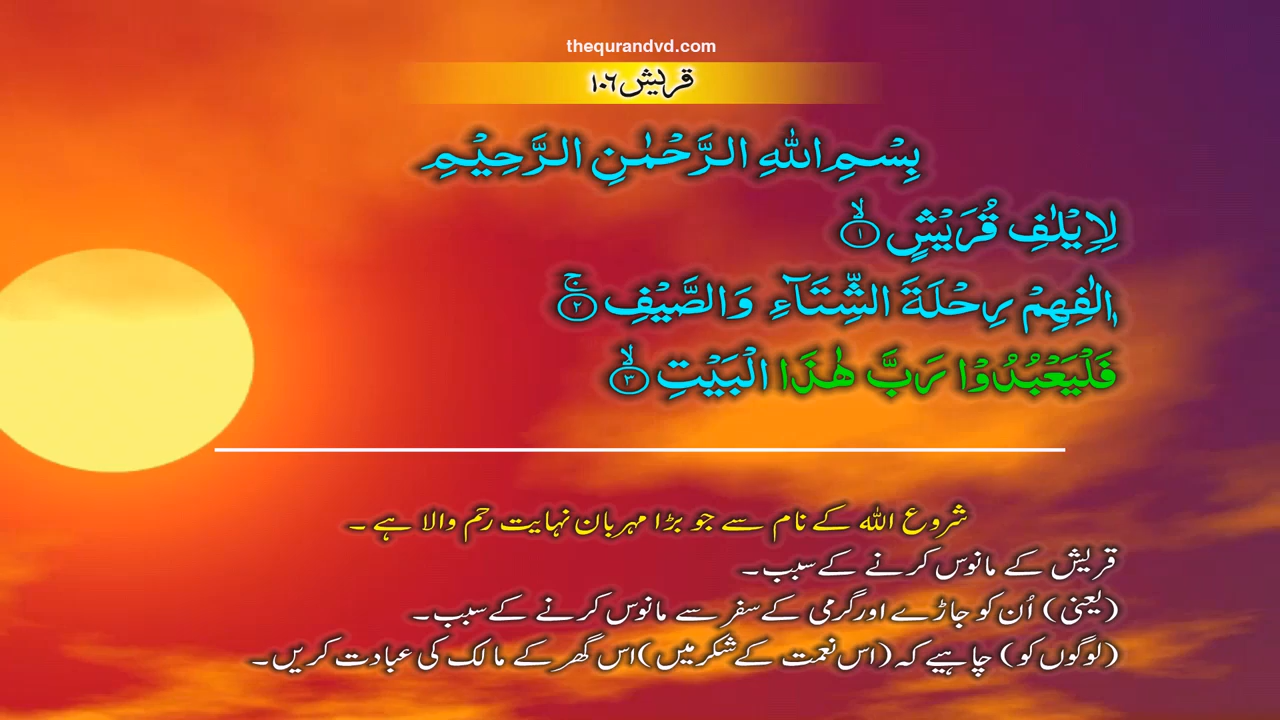 thequrandvd.com
قریش ۱۰۶
بِسْمِ اللّٰهِ الرَّحْمٰنِ الرَّحِیْمِ
لِاِیْلٰفِ قُرَیْشٍ ۙ﴿۱﴾
اٖلٰفِهِمْ رِحْلَةَ الشِّتَآءِ وَالصَّیْفِ ۚ﴿۲﴾
فَلْیَعْبُدُوْا رَبَّ هٰذَا الْبَیْتِ ۙ﴿۳﴾
شروع اللہ کے نام سے جو بڑا مہربان نہایت رحم والا ہے ۔
قریش کے مانوس کرنے کے سبب۔
(یعنی) اُن کو جاڑے اور گرمی کے سفر سے مانوس کرنے کے سبب۔
(لوگوں کو) چاہیے کہ (اس نعمت کے شکر میں) اس گھر کے مالک کی عبادت کریں۔